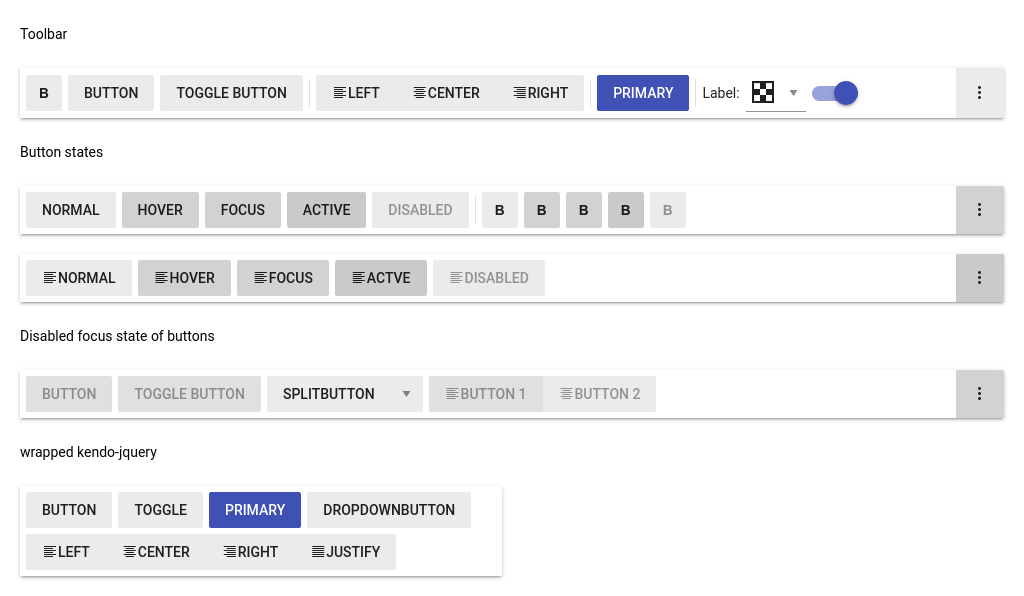 Toolbar
B BUTTON TOGGLE BUTTON LEFT CENTER RIGHT PRIMARY Label:
Button states
NORMAL HOVER FOCUS ACTIVE DISABLED B B B B B
NORMAL HOVER FOCUS ACTVE DISABLED
Disabled focus state of buttons
BUTTON TOGGLE BUTTON SPLITBUTTON BUTTON 1 BUTTON 2
wrapped kendo-jquery
BUTTON TOGGLE PRIMARY DROPDOWNBUTTON
LEFT CENTER RIGHT JUSTIFY